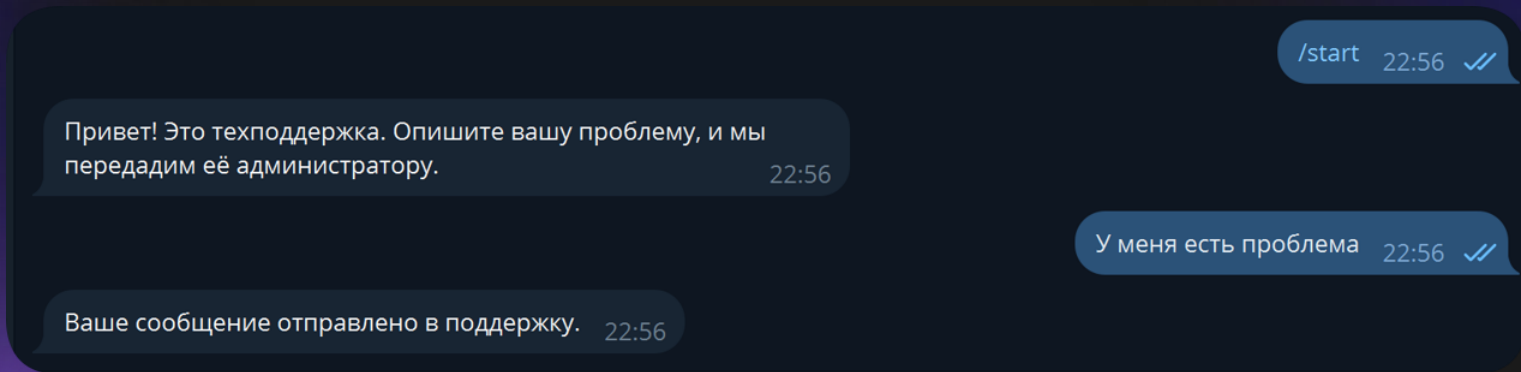 /start 22:56
Привет! Это техподдержка. Опишите вашу проблему, и мы
передадим её администратору. 22:56
У меня есть проблема 22:56
Ваше сообщение отправлено в поддержку. 22:56